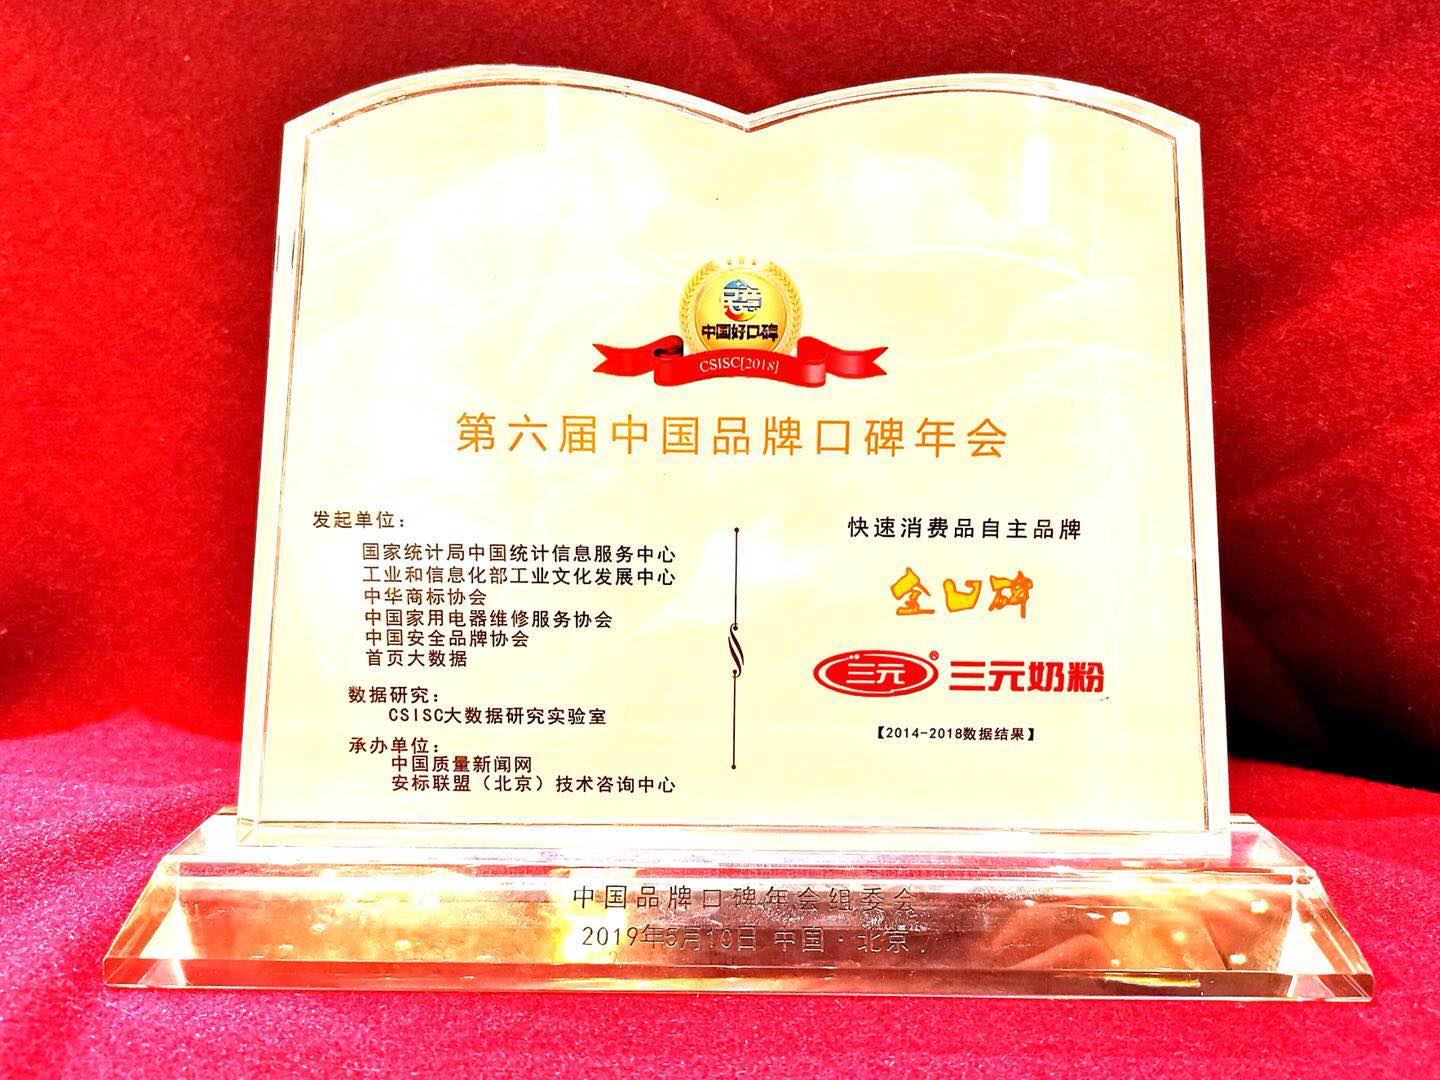 中国好口碑
CSISC[2018]
第六届中国品牌口碑年会
发起单位：
国家统计局中国统计信息服务中心
工业和信息化部工业文化发展中心
中华商标协会
中国家用电器维修服务协会
中国安全品牌协会
首页大数据
数据研究：
CSISC大数据研究实验室
承办单位：
中国质量新闻网
安标联盟（北京）技术咨询中心
快速消费品自主品牌
金口碑
三元® 三元奶粉
【2014-2018数据结果】
中国品牌口碑年会组委会
2019年5月10日 中国·北京